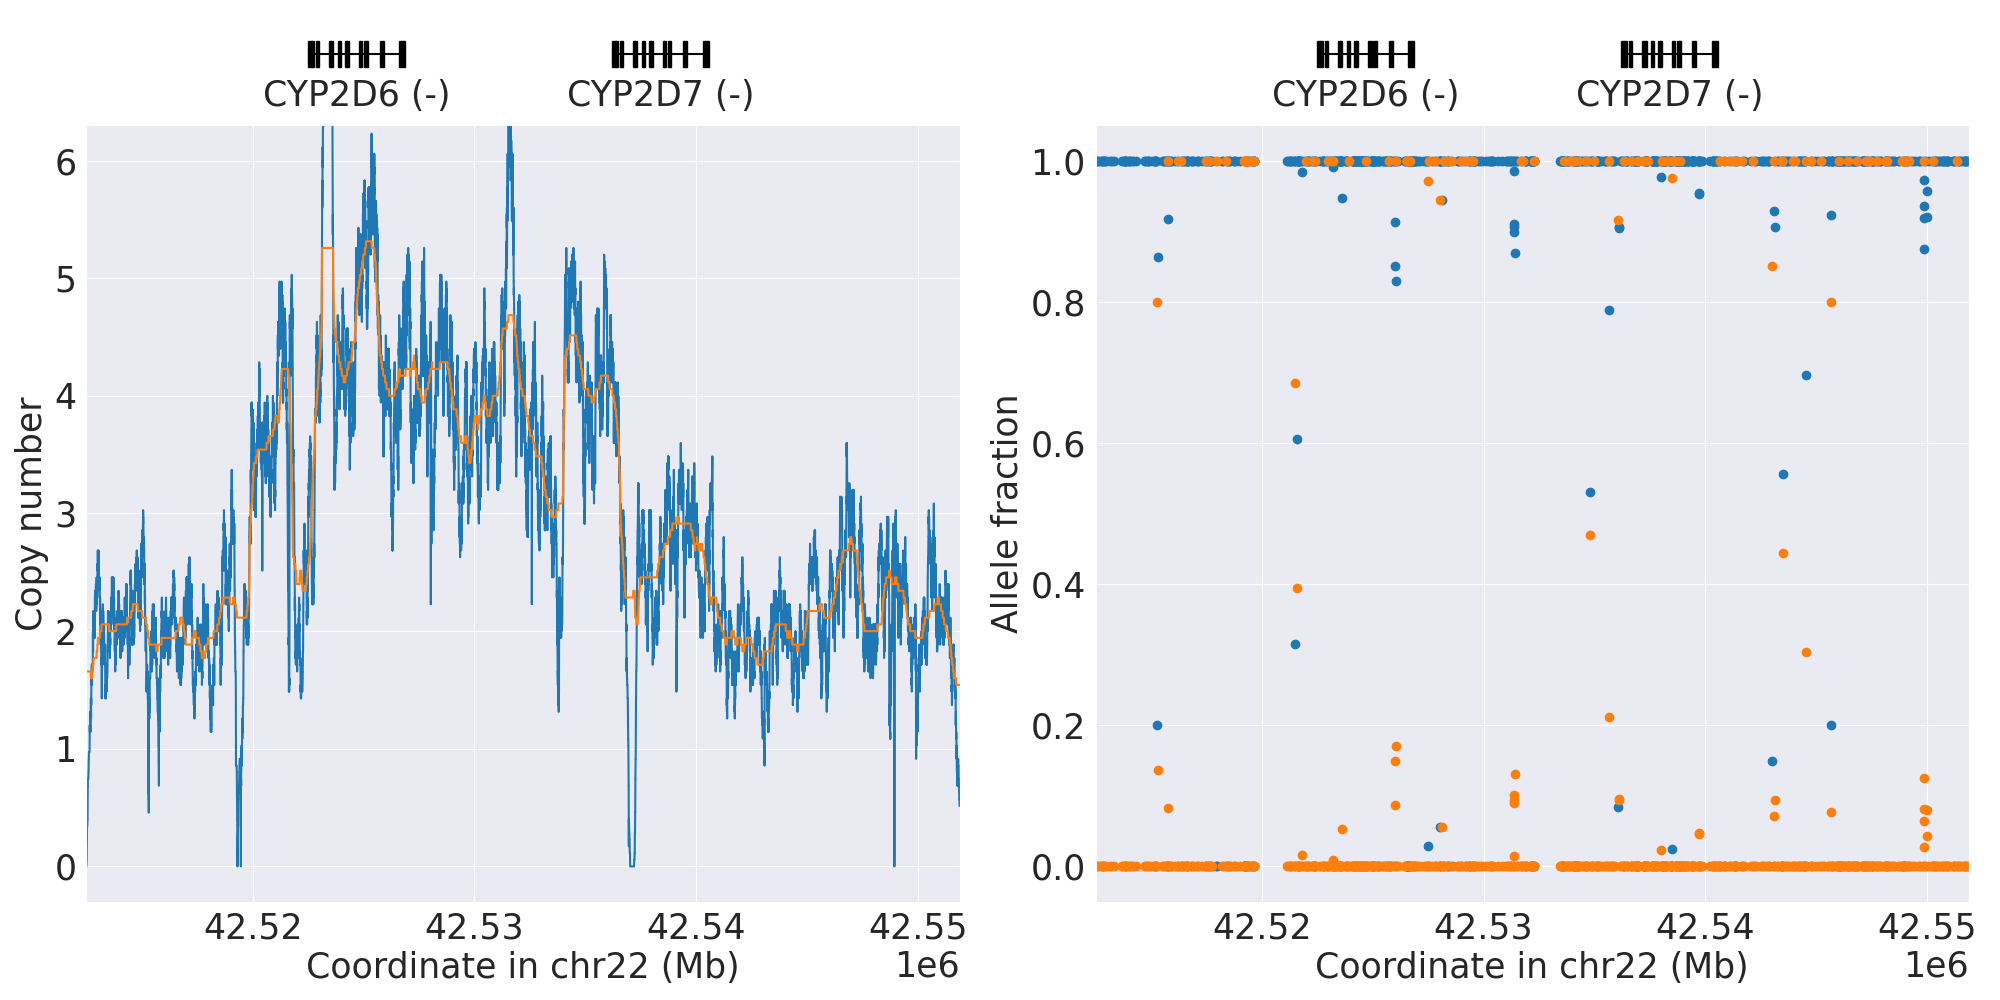 CYP2D6 (-)
CYP2D7 (-)
6
5
4
3
2
1
0
Copy number
42.52
42.53
42.54
42.55
Coordinate in chr22 (Mb)
1e6
CYP2D6 (-)
CYP2D7 (-)
1.0
0.8
0.6
0.4
0.2
0.0
Allele fraction
42.52
42.53
42.54
42.55
Coordinate in chr22 (Mb)
1e6